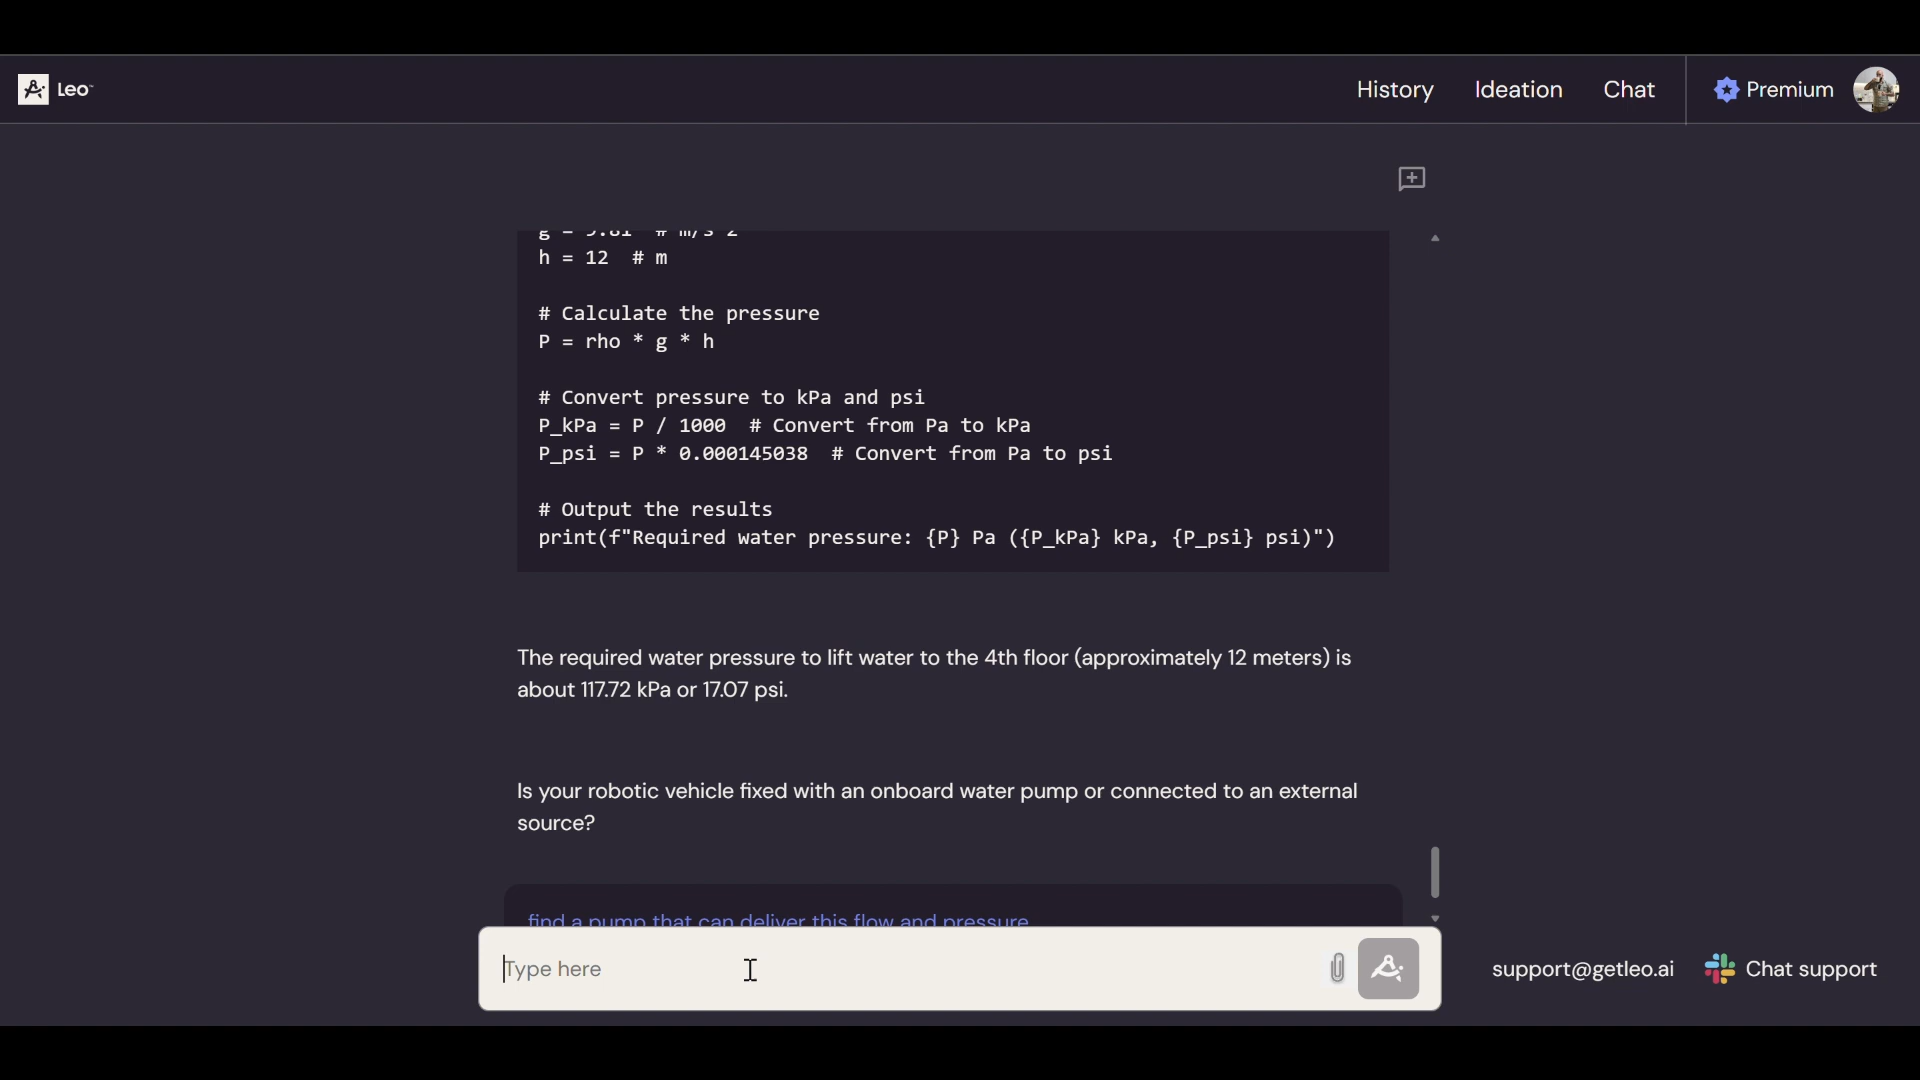 Leo™
History
Ideation
Chat
Premium
g = 9.81  # m/s^2
h = 12  # m
# Calculate the pressure
P = rho * g * h
# Convert pressure to kPa and psi
P_kPa = P / 1000  # Convert from Pa to kPa
P_psi = P * 0.000145038  # Convert from Pa to psi
# Output the results
print(f"Required water pressure: {P} Pa ({P_kPa} kPa, {P_psi} psi)")
The required water pressure to lift water to the 4th floor (approximately 12 meters) is
about 117.72 kPa or 17.07 psi.
Is your robotic vehicle fixed with an onboard water pump or connected to an external
source?
find a pump that can deliver this flow and pressure
Type here
support@getleo.ai
Chat support